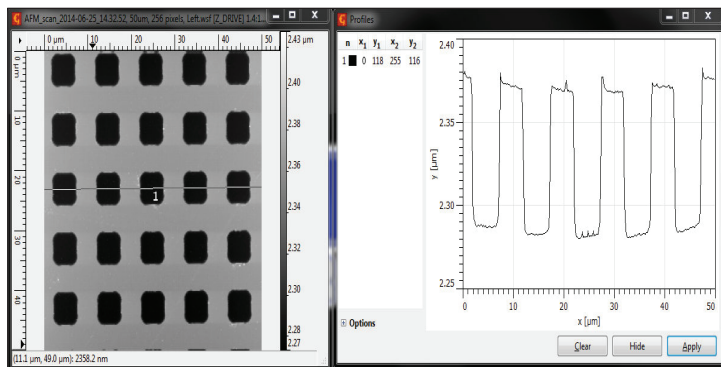 AFM_scan_2014-06-25_14.32.52, 50um, 256 pixels, Left.wsf [Z_DRIVE] 1.4:1...
0 µm 10 20 30 40 50
2.43 µm
0 µm
10
20
30
40
1
2.40
2.38
2.36
2.34
2.32
2.30
2.28
2.27
(11.1 µm, 49.0 µm): 2358.2 nm
Profiles
n x1 y1 x2 y2
1 0 118 255 116
Options
2.40
2.35
2.30
2.25
y [µm]
0 10 20 30 40 50
x [µm]
Clear Hide Apply